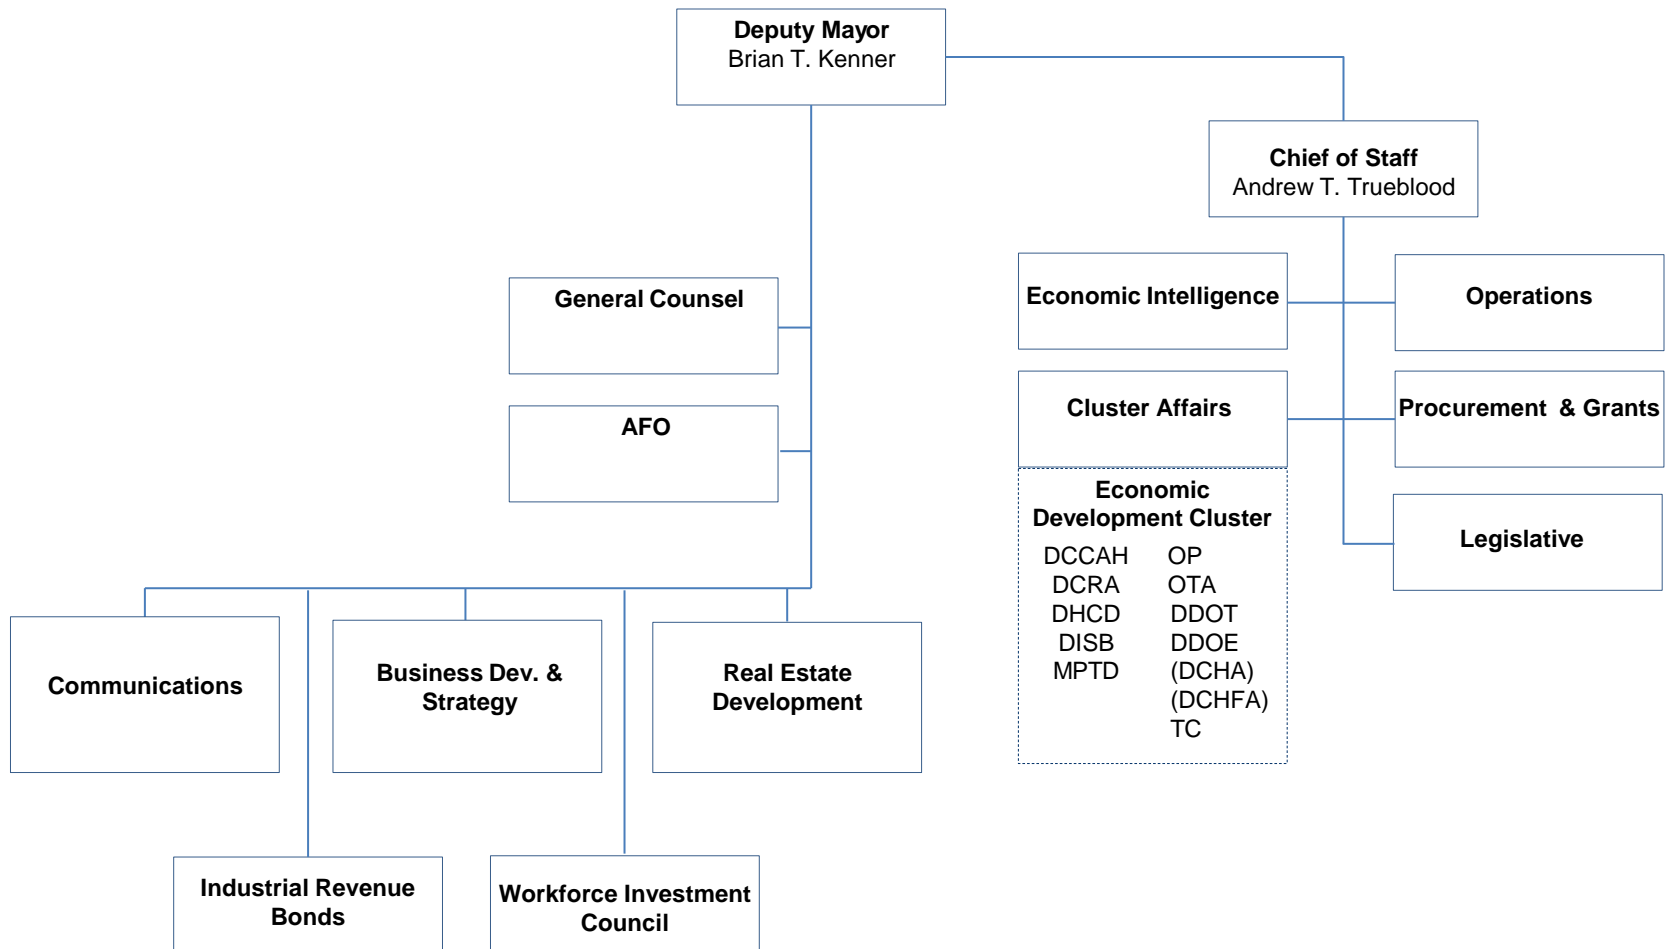 Deputy Mayor
Brian T. Kenner
Chief of Staff
Andrew T. Trueblood
General Counsel
AFO
Economic Intelligence
Operations
Cluster Affairs
Procurement & Grants
Economic
Development Cluster
DCCAH OP
DCRA OTA
DHCD DDOT
DISB DDOE
MPTD (DCHA)
(DCHFA)
TC
Legislative
Communications
Business Dev. &
Strategy
Real Estate
Development
Industrial Revenue
Bonds
Workforce Investment
Council